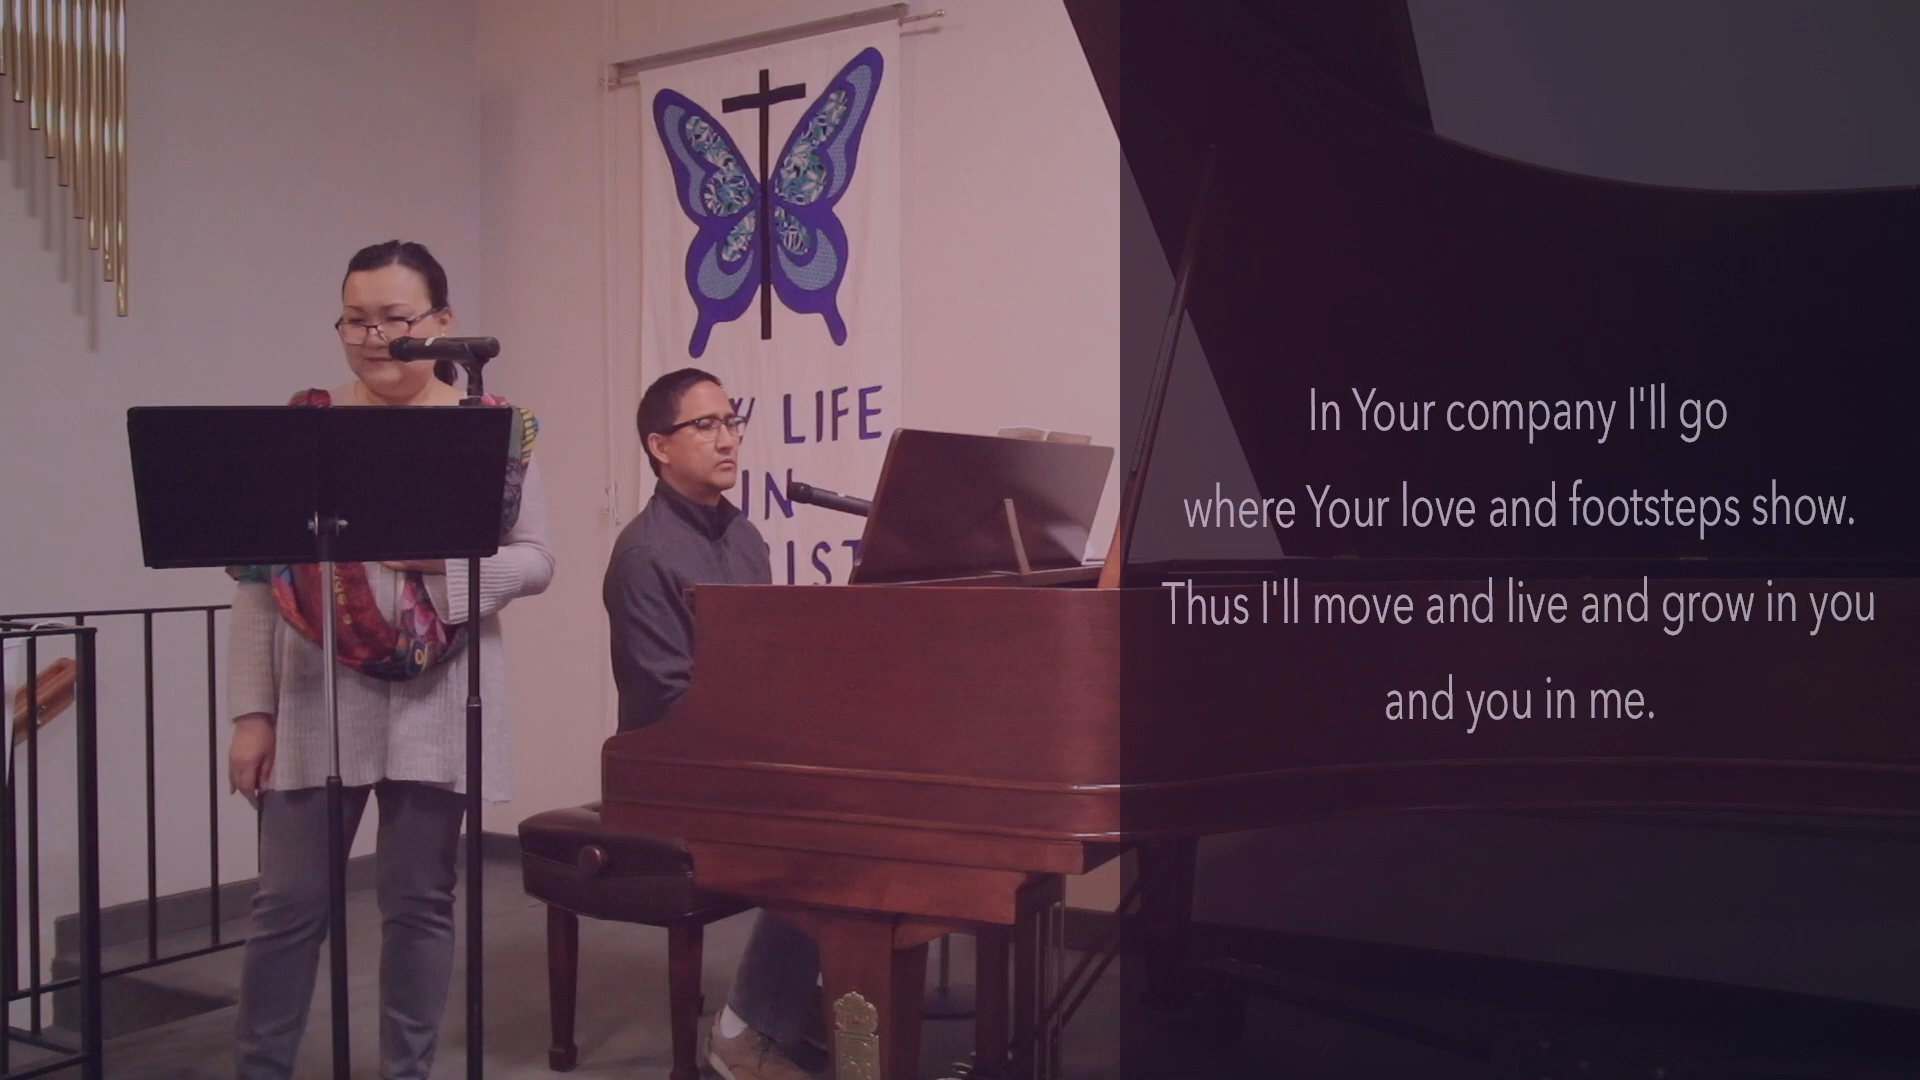 LIFE
IN
In Your company I'll go
where Your love and footsteps show.
Thus I'll move and live and grow in you
and you in me.